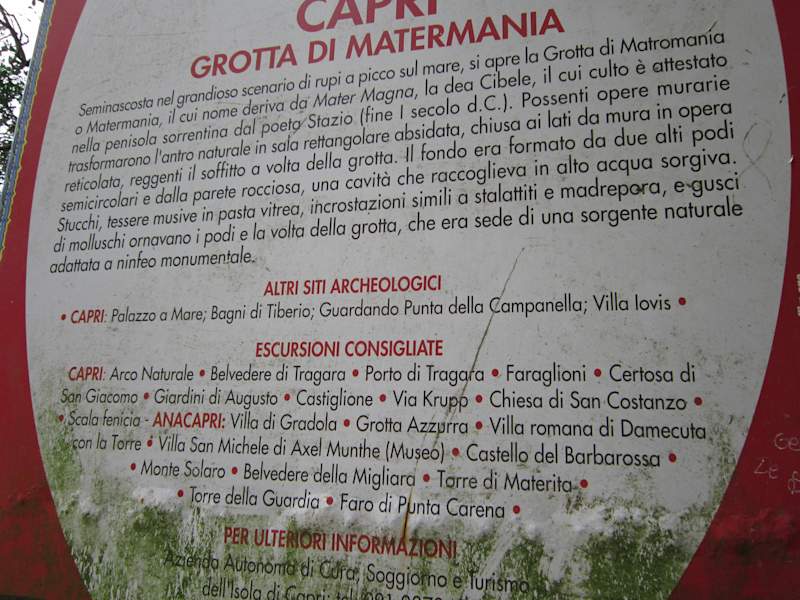 CAPRI
GROTTA DI MATERMANIA
Seminascosta nel grandioso scenario di rupi a picco sul mare, si apre la Grotta di Matromania
o Matermania, il cui nome deriva da Mater Magna, la dea Cibele, il cui culto è attestato
nella penisola sorrentina dal poeta Stazio (fine I secolo d.C.). Possenti opere murarie
trasformarono l'antro naturale in sala rettangolare absidata, chiusa ai lati da mura in opera
reticolata, reggenti il soffitto a volta della grotta. Il fondo era formato da due alti podi
semicircolari e dalla parete rocciosa, una cavità che raccoglieva in alto acqua sorgiva.
Stucchi, tessere musive in pasta vitrea, incrostazioni simili a stalattiti e madrepora, e gusci
di molluschi ornavano i podi e la volta della grotta, che era sede di una sorgente naturale
adattata a ninfeo monumentale.
ALTRI SITI ARCHEOLOGICI
• CAPRI: Palazzo a Mare; Bagni di Tiberio; Guardando Punta della Campanella; Villa Iovis •
ESCURSIONI CONSIGLIATE
CAPRI: Arco Naturale • Belvedere di Tragara • Porto di Tragara • Faraglioni • Certosa di
San Giacomo • Giardini di Augusto • Castiglione • Via Krupp • Chiesa di San Costanzo •
• Scala fenicia - ANACAPRI: Villa di Gradola • Grotta Azzurra • Villa romana di Damecuta
con la Torre • Villa San Michele di Axel Munthe (Museo) • Castello del Barbarossa •
• Monte Solaro • Belvedere della Migliara • Torre di Materita •
• Torre della Guardia • Faro di Punta Carena •
PER ULTERIORI INFORMAZIONI
Azienda Autonoma di Cura, Soggiorno e Turismo
dell'Isola di Capri: tel.